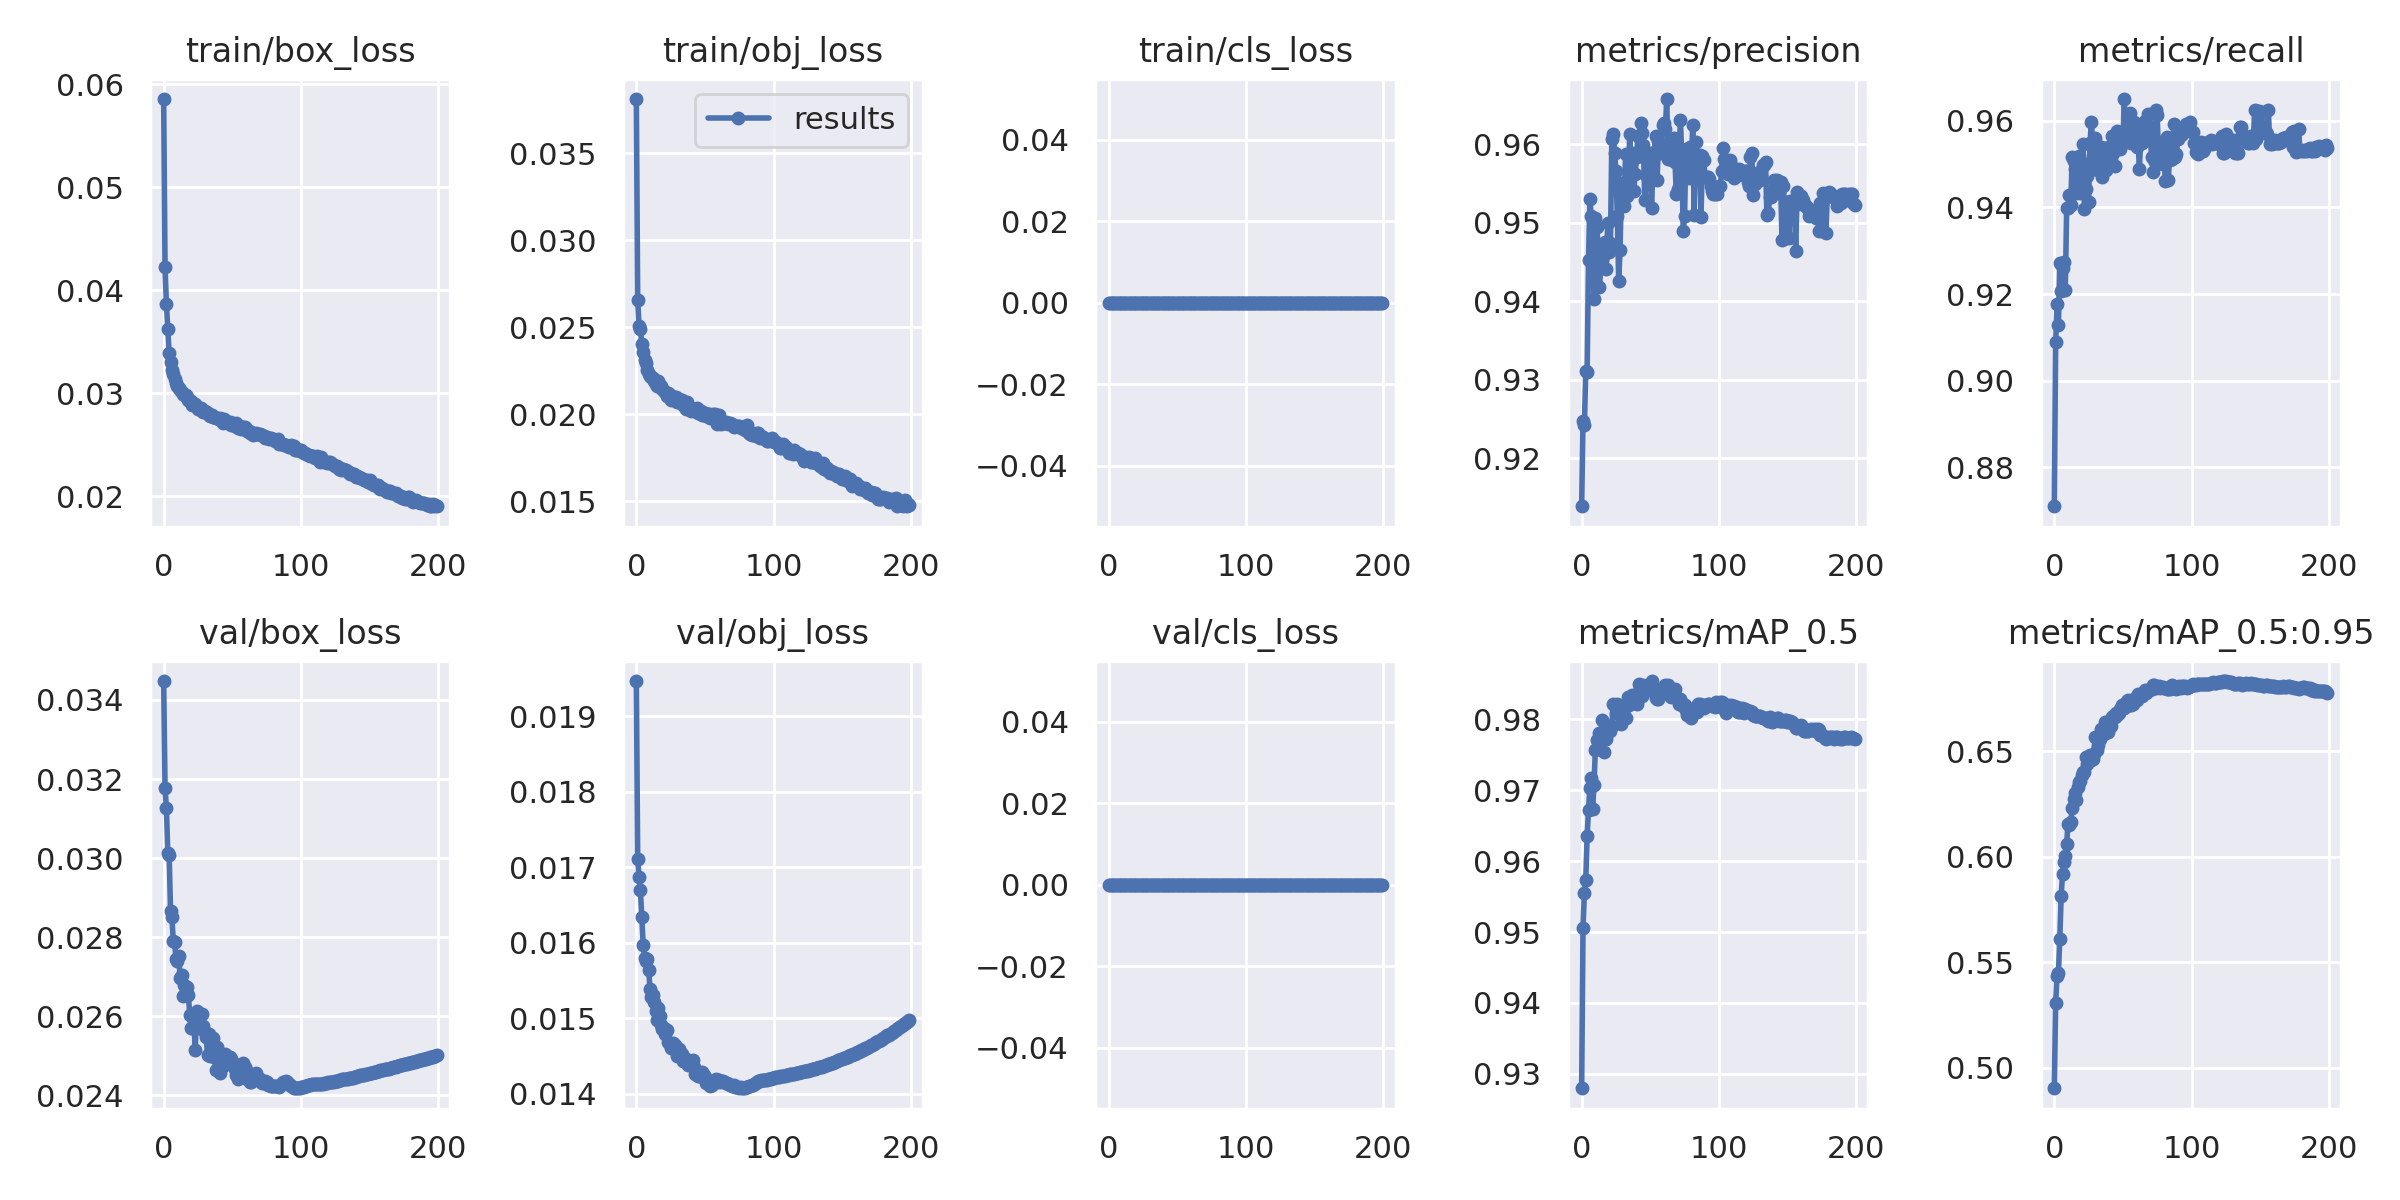 train/box_loss
0.06
0.05
0.04
0.03
0.02
0 100 200
train/obj_loss
results
0.035
0.030
0.025
0.020
0.015
0 100 200
train/cls_loss
0.04
0.02
0.00
−0.02
−0.04
0 100 200
metrics/precision
0.96
0.95
0.94
0.93
0.92
0 100 200
metrics/recall
0.96
0.94
0.92
0.90
0.88
0 100 200
val/box_loss
0.034
0.032
0.030
0.028
0.026
0.024
0 100 200
val/obj_loss
0.019
0.018
0.017
0.016
0.015
0.014
0 100 200
val/cls_loss
0.04
0.02
0.00
−0.02
−0.04
0 100 200
metrics/mAP_0.5
0.98
0.97
0.96
0.95
0.94
0.93
0 100 200
metrics/mAP_0.5:0.95
0.65
0.60
0.55
0.50
0 100 200